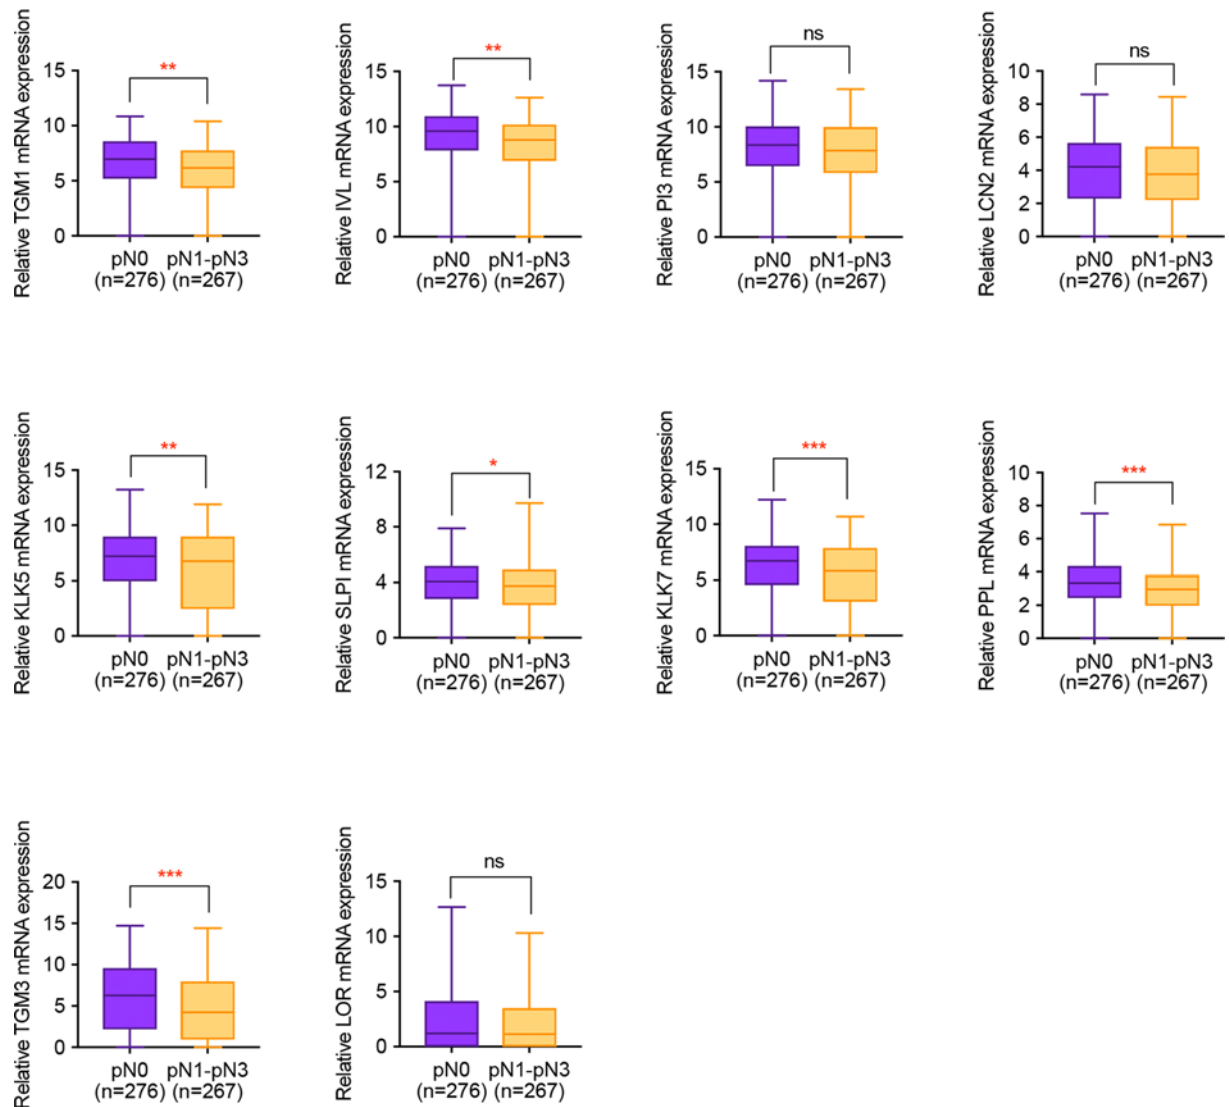 Relative TGM1 mRNA expression
**
15
10
5
0
pN0 pN1-pN3
(n=276) (n=267)
Relative IVL mRNA expression
**
15
10
5
0
pN0 pN1-pN3
(n=276) (n=267)
Relative PI3 mRNA expression
ns
15
10
5
0
pN0 pN1-pN3
(n=276) (n=267)
Relative LCN2 mRNA expression
ns
10
8
6
4
2
0
pN0 pN1-pN3
(n=276) (n=267)
Relative KLK5 mRNA expression
**
15
10
5
0
pN0 pN1-pN3
(n=276) (n=267)
Relative SLPI mRNA expression
*
12
8
4
0
pN0 pN1-pN3
(n=276) (n=267)
Relative KLK7 mRNA expression
***
15
10
5
0
pN0 pN1-pN3
(n=276) (n=267)
Relative PPL mRNA expression
***
10
8
6
4
2
0
pN0 pN1-pN3
(n=276) (n=267)
Relative TGM3 mRNA expression
***
20
15
10
5
0
pN0 pN1-pN3
(n=276) (n=267)
Relative LOR mRNA expression
ns
15
10
5
0
pN0 pN1-pN3
(n=276) (n=267)